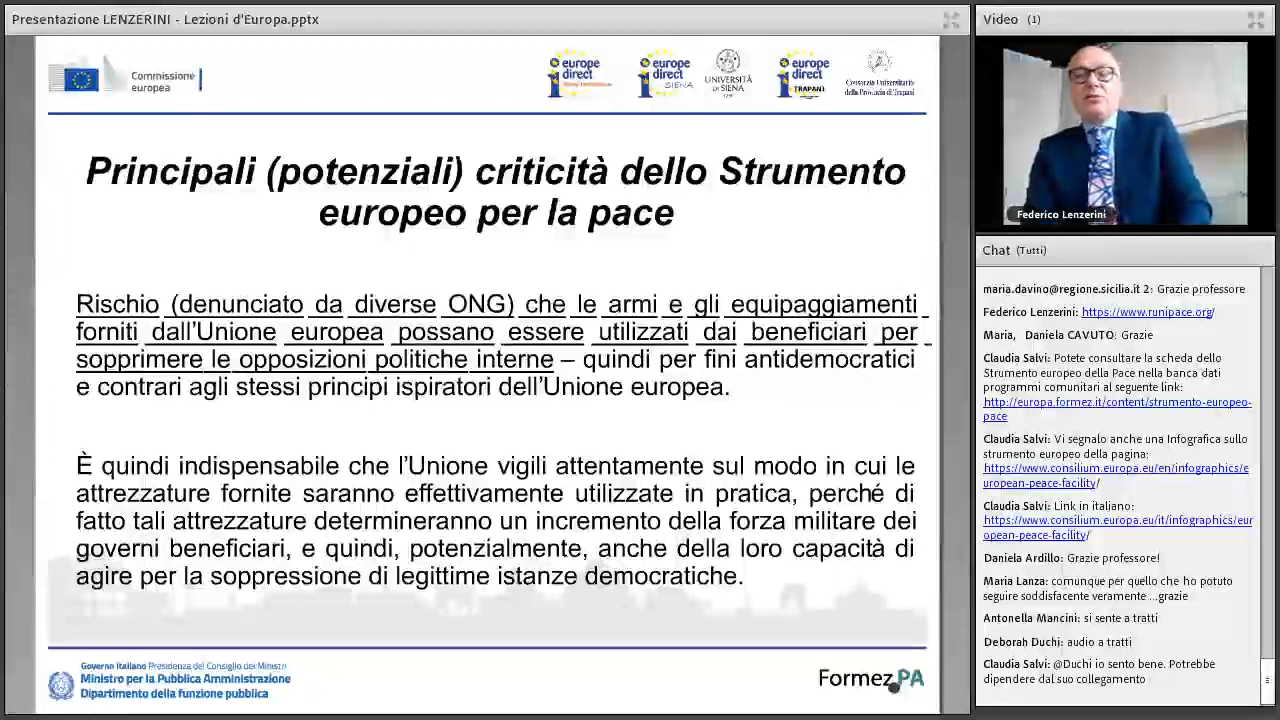 Presentazione LENZERINI - Lezioni d'Europa.pptx
Commissione
europea
europe
direct
europe
direct
SIENA
UNIVERSITÀ
DI SIENA
europe
direct
TRAPANI
Consorzio Universitario
della Provincia di Trapani
Principali (potenziali) criticità dello Strumento
europeo per la pace
Rischio (denunciato da diverse ONG) che le armi e gli equipaggiamenti
forniti dall'Unione europea possano essere utilizzati dai beneficiari per
sopprimere le opposizioni politiche interne – quindi per fini antidemocratici
e contrari agli stessi principi ispiratori dell'Unione europea.
È quindi indispensabile che l'Unione vigili attentamente sul modo in cui le
attrezzature fornite saranno effettivamente utilizzate in pratica, perché di
fatto tali attrezzature determineranno un incremento della forza militare dei
governi beneficiari, e quindi, potenzialmente, anche della loro capacità di
agire per la soppressione di legittime istanze democratiche.
Governo Italiano Presidenza del Consiglio dei Ministri
Ministro per la Pubblica Amministrazione
Dipartimento della funzione pubblica
Formez PA
Video (1)
Federico Lenzerini
Chat (Tutti)
maria.davino@regione.sicilia.it 2: Grazie professore
Federico Lenzerini: https://www.runipace.org/
Maria, Daniela CAVUTO: Grazie
Claudia Salvi: Potete consultare la scheda dello
Strumento europeo della Pace nella banca dati
programmi comunitari al seguente link:
http://europa.formez.it/content/strumento-europeo-
pace
Claudia Salvi: Vi segnalo anche una Infografica sullo
strumento europeo della pagina:
https://www.consilium.europa.eu/en/infographics/e
uropean-peace-facility/
Claudia Salvi: Link in italiano:
https://www.consilium.europa.eu/it/infographics/eur
opean-peace-facility/
Daniela Ardillo: Grazie professore!
Maria Lanza: comunque per quello che ho potuto
seguire soddisfacente veramente ...grazie
Antonella Mancini: si sente a tratti
Deborah Duchi: audio a tratti
Claudia Salvi: @Duchi io sento bene. Potrebbe
dipendere dal suo collegamento